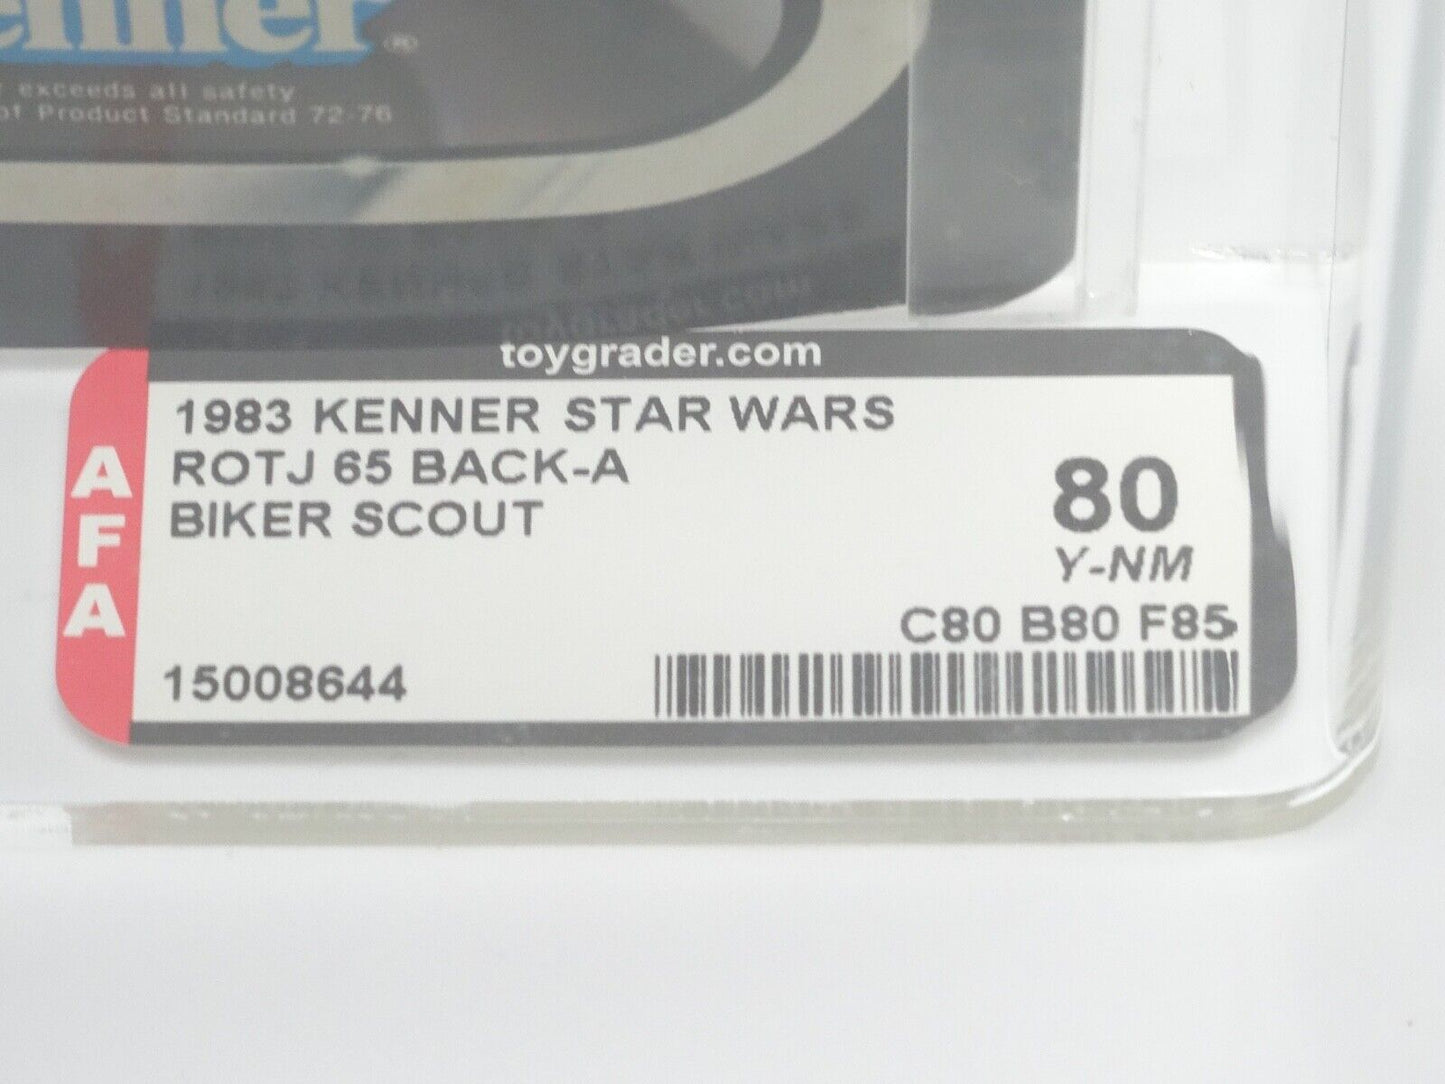 enner®
exceeds all safety
of Product Standard 72-76
toygrader.com
AFA
1983 KENNER STAR WARS
ROTJ 65 BACK-A
BIKER SCOUT
80
Y-NM
C80 B80 F85
15008644